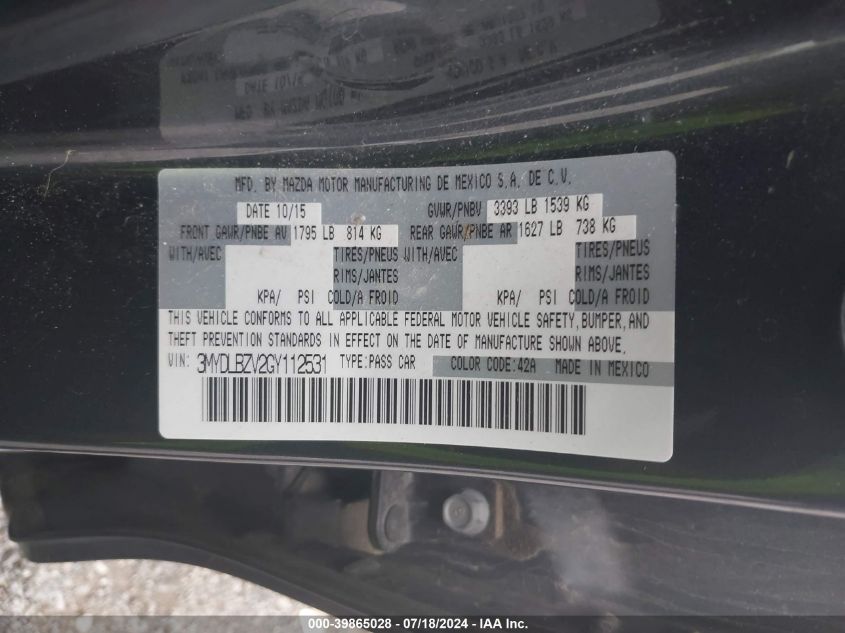 MFD. BY MAZDA MOTOR MANUFACTURING DE MEXICO S.A. DE C.V.
DATE 10/15 GVWR/PNBV 3393 LB 1539 KG
FRONT GAWR/PNBE AV 1795 LB 814 KG REAR GAWR/PNBE AR 1627 LB 738 KG
WITH/AVEC TIRES/PNEUS WITH/AVEC TIRES/PNEUS
RIMS/JANTES RIMS/JANTES
KPA/ PSI COLD/A FROID KPA/ PSI COLD/A FROID
THIS VEHICLE CONFORMS TO ALL APPLICABLE FEDERAL MOTOR VEHICLE SAFETY, BUMPER, AND
THEFT PREVENTION STANDARDS IN EFFECT ON THE DATE OF MANUFACTURE SHOWN ABOVE.
VIN: 3MYDLBZV2GY112531 TYPE:PASS CAR COLOR CODE:42A MADE IN MEXICO
000-39865028 - 07/18/2024 - IAA Inc.